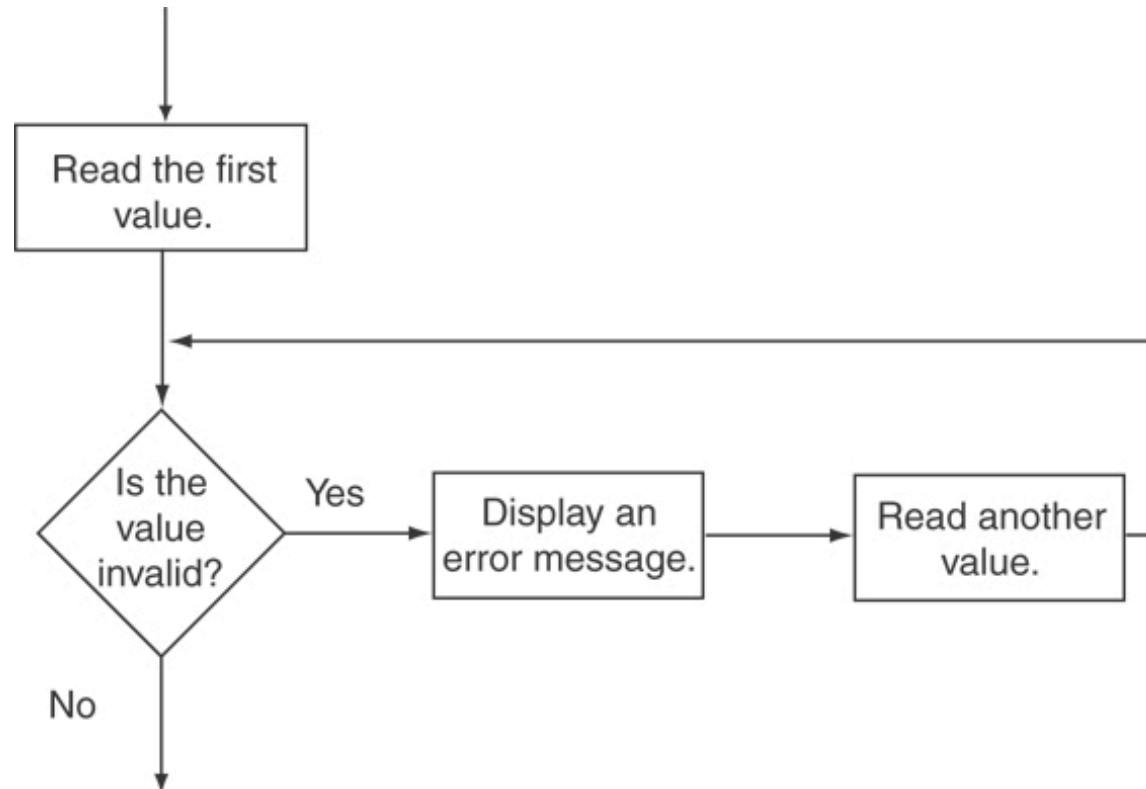 Read the first
value.
Is the
value
invalid?
Yes
Display an
error message.
Read another
value.
No